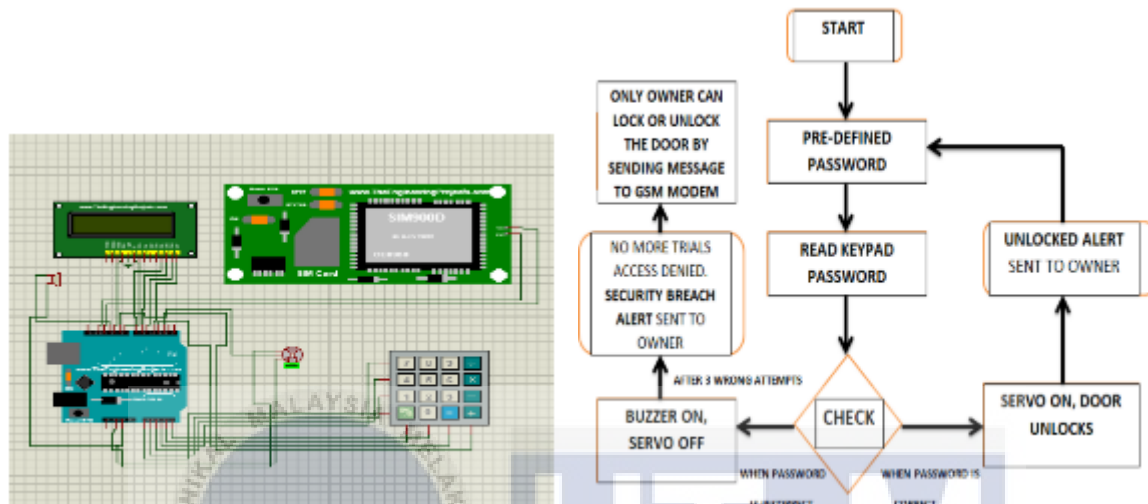 START
ONLY OWNER CAN
LOCK OR UNLOCK
THE DOOR BY
SENDING MESSAGE
TO GSM MODEM
PRE-DEFINED
PASSWORD
READ KEYPAD
PASSWORD
UNLOCKED ALERT
SENT TO OWNER
NO MORE TRIALS
ACCESS DENIED.
SECURITY BREACH
ALERT SENT TO
OWNER
AFTER 3 WRONG ATTEMPTS
BUZZER ON,
SERVO OFF
CHECK
SERVO ON, DOOR
UNLOCKS
WHEN PASSWORD
WHEN PASSWORD IS
SIM900D
SIM Card
MALAYSIA